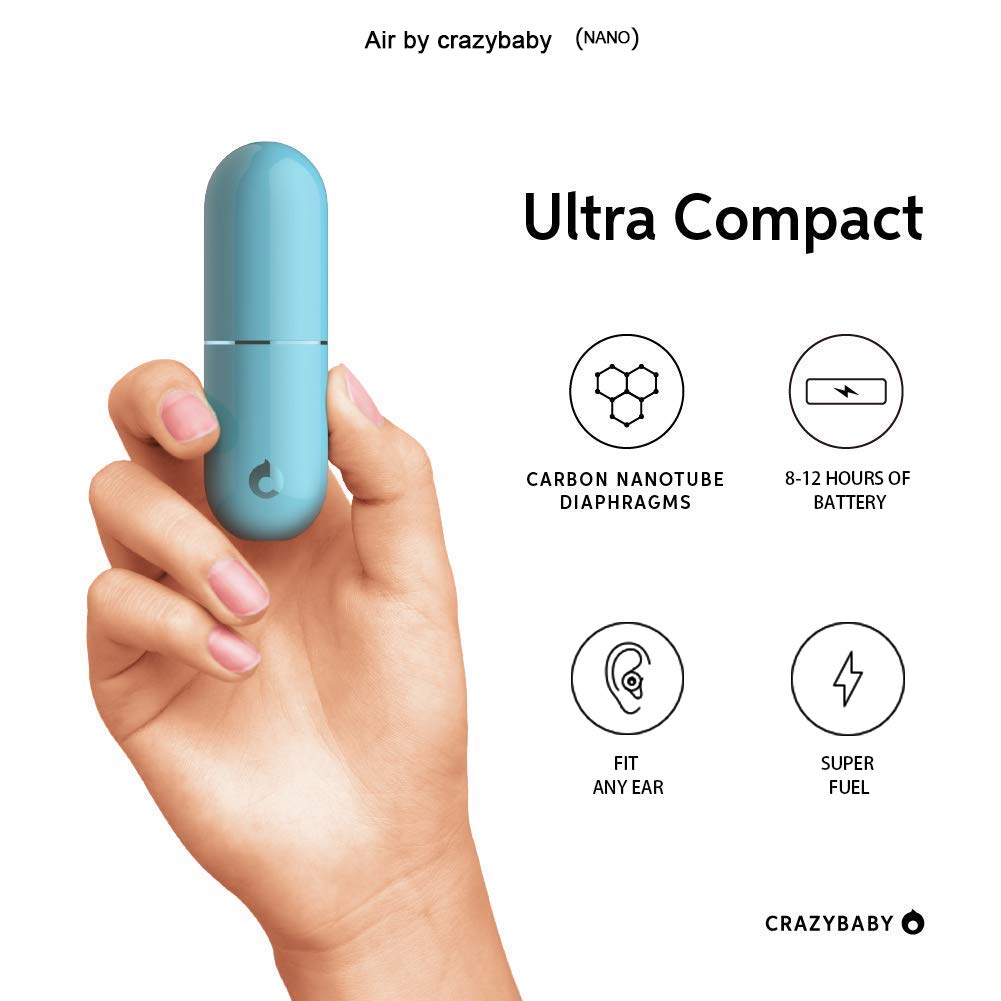 Air by crazybaby (NANO)
Ultra Compact
CARBON NANOTUBE
DIAPHRAGMS
8-12 HOURS OF
BATTERY
FIT
ANY EAR
SUPER
FUEL
CRAZYBABY